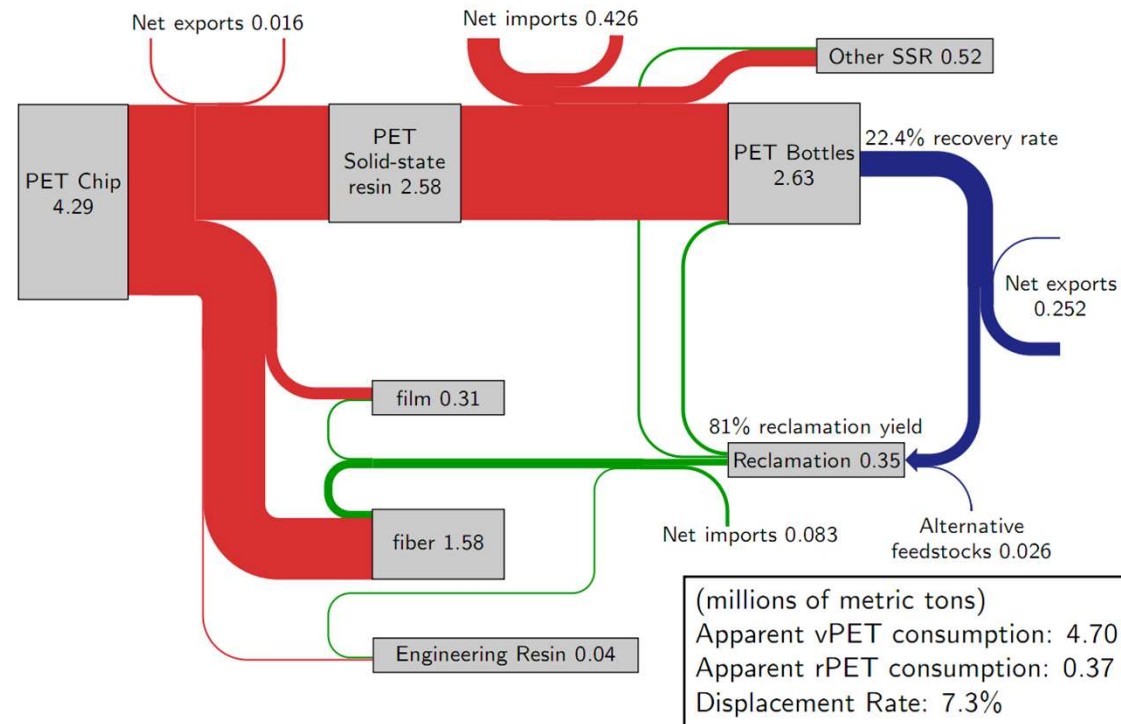 Net exports 0.016
Net imports 0.426
Other SSR 0.52
PET Chip
4.29
PET
Solid-state
resin 2.58
PET Bottles
2.63
22.4% recovery rate
Net exports
0.252
film 0.31
81% reclamation yield
Reclamation 0.35
fiber 1.58
Net imports 0.083
Alternative
feedstocks 0.026
Engineering Resin 0.04
(millions of metric tons)
Apparent vPET consumption: 4.70
Apparent rPET consumption: 0.37
Displacement Rate: 7.3%